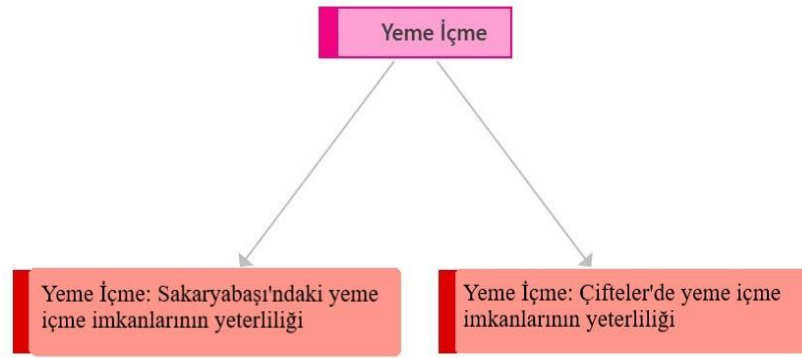 Yeme İçme
Yeme İçme: Sakaryabaşı'ndaki yeme
içme imkanlarının yeterliliği
Yeme İçme: Çifteler'de yeme içme
imkanlarının yeterliliği